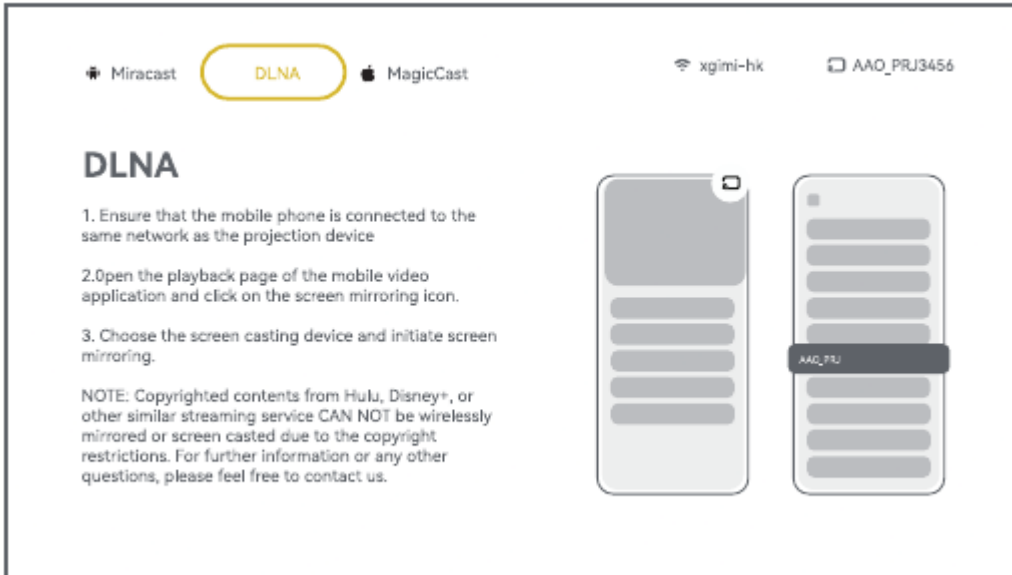 Miracast
DLNA
MagicCast
xgimi-hk
AAO_PRJ3456
DLNA
1. Ensure that the mobile phone is connected to the
same network as the projection device
2.Open the playback page of the mobile video
application and click on the screen mirroring icon.
3. Choose the screen casting device and initiate screen
mirroring.
NOTE: Copyrighted contents from Hulu, Disney+, or
other similar streaming service CAN NOT be wirelessly
mirrored or screen casted due to the copyright
restrictions. For further information or any other
questions, please feel free to contact us.
AAO_PRJ